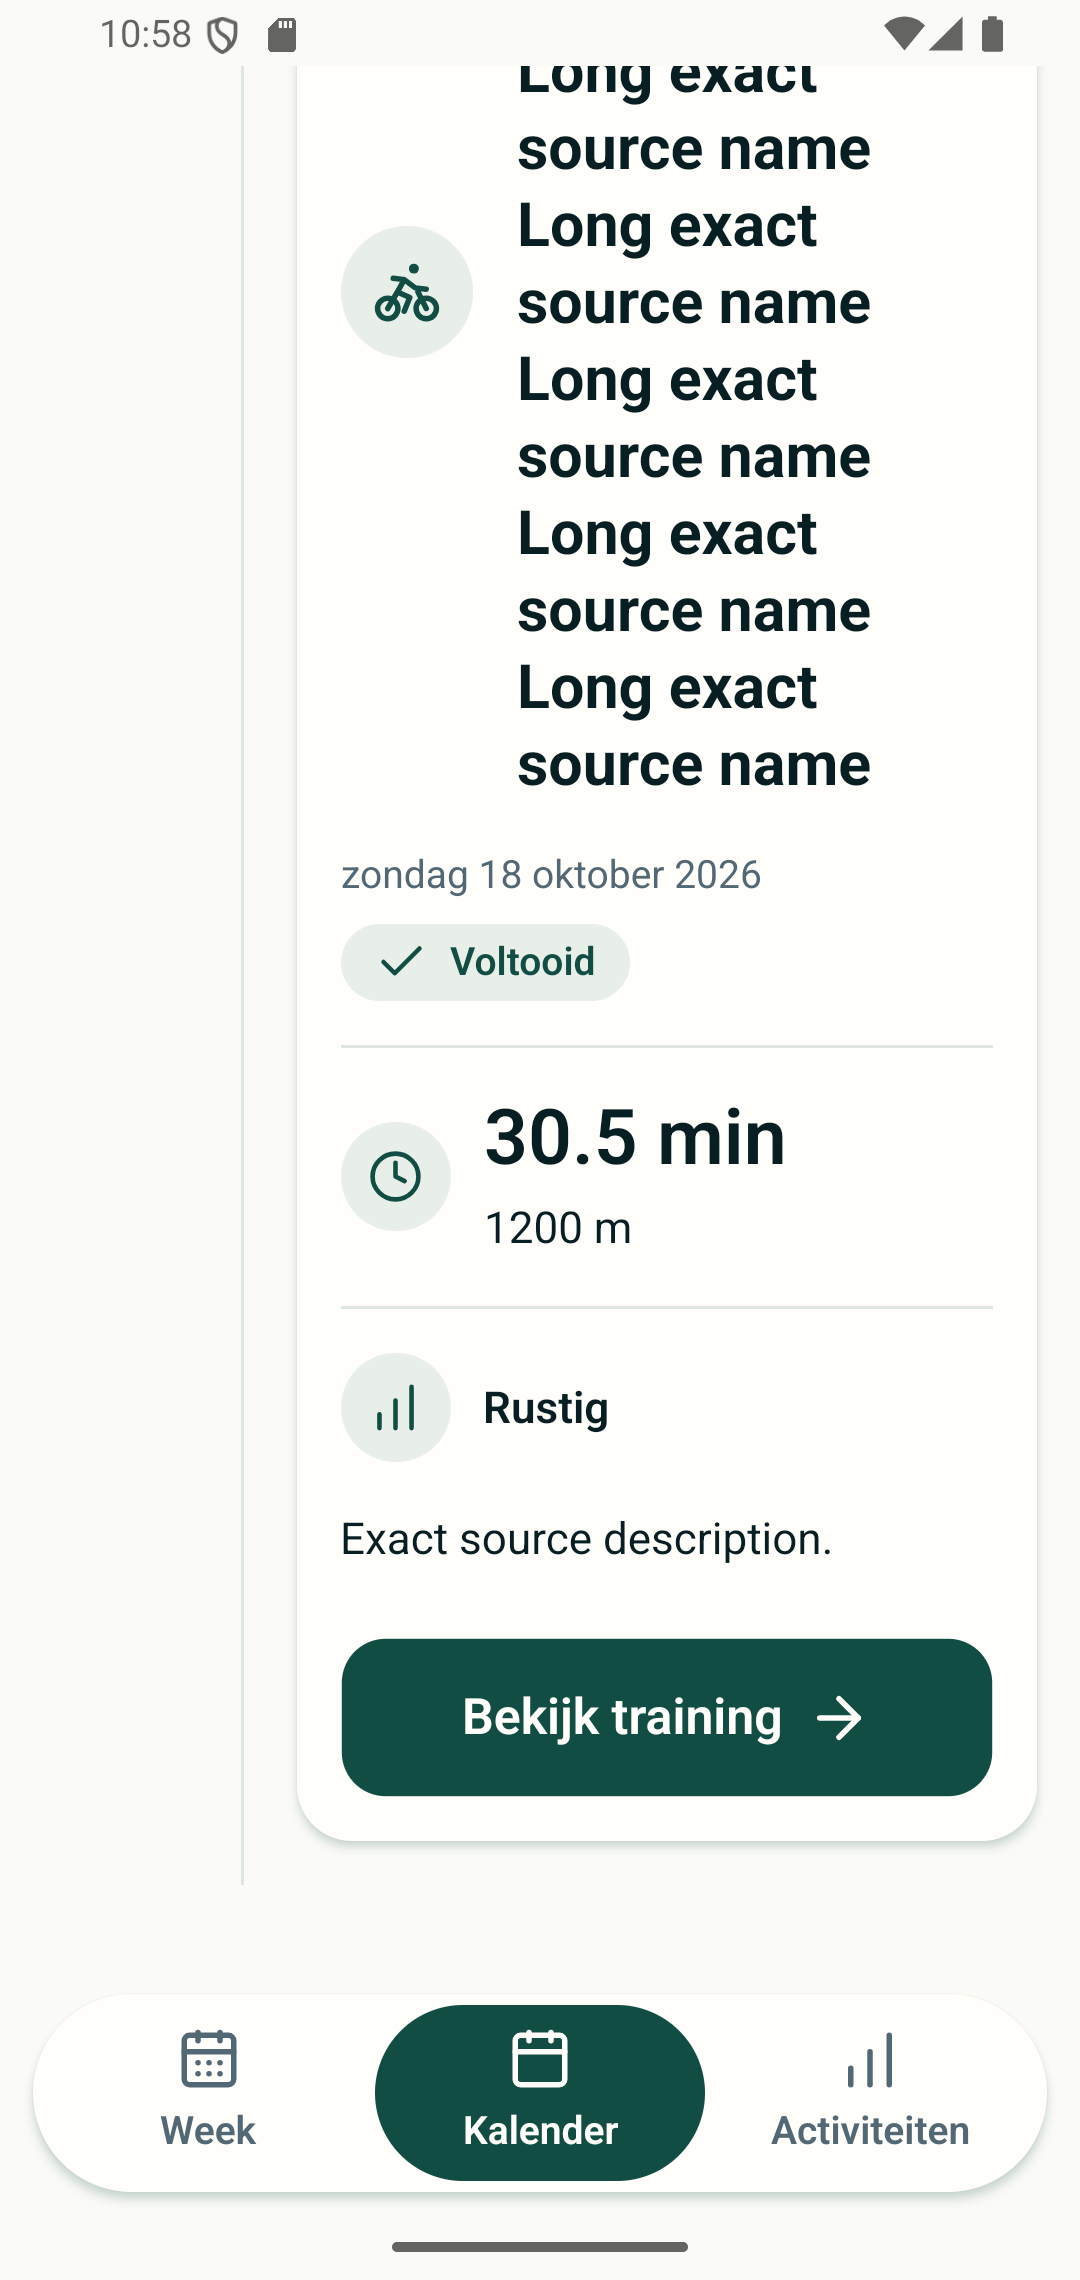 10:58
Long exact
source name
Long exact
source name
Long exact
source name
Long exact
source name
Long exact
source name
zondag 18 oktober 2026
Voltooid
30.5 min
1200 m
Rustig
Exact source description.
Bekijk training
Week
Kalender
Activiteiten